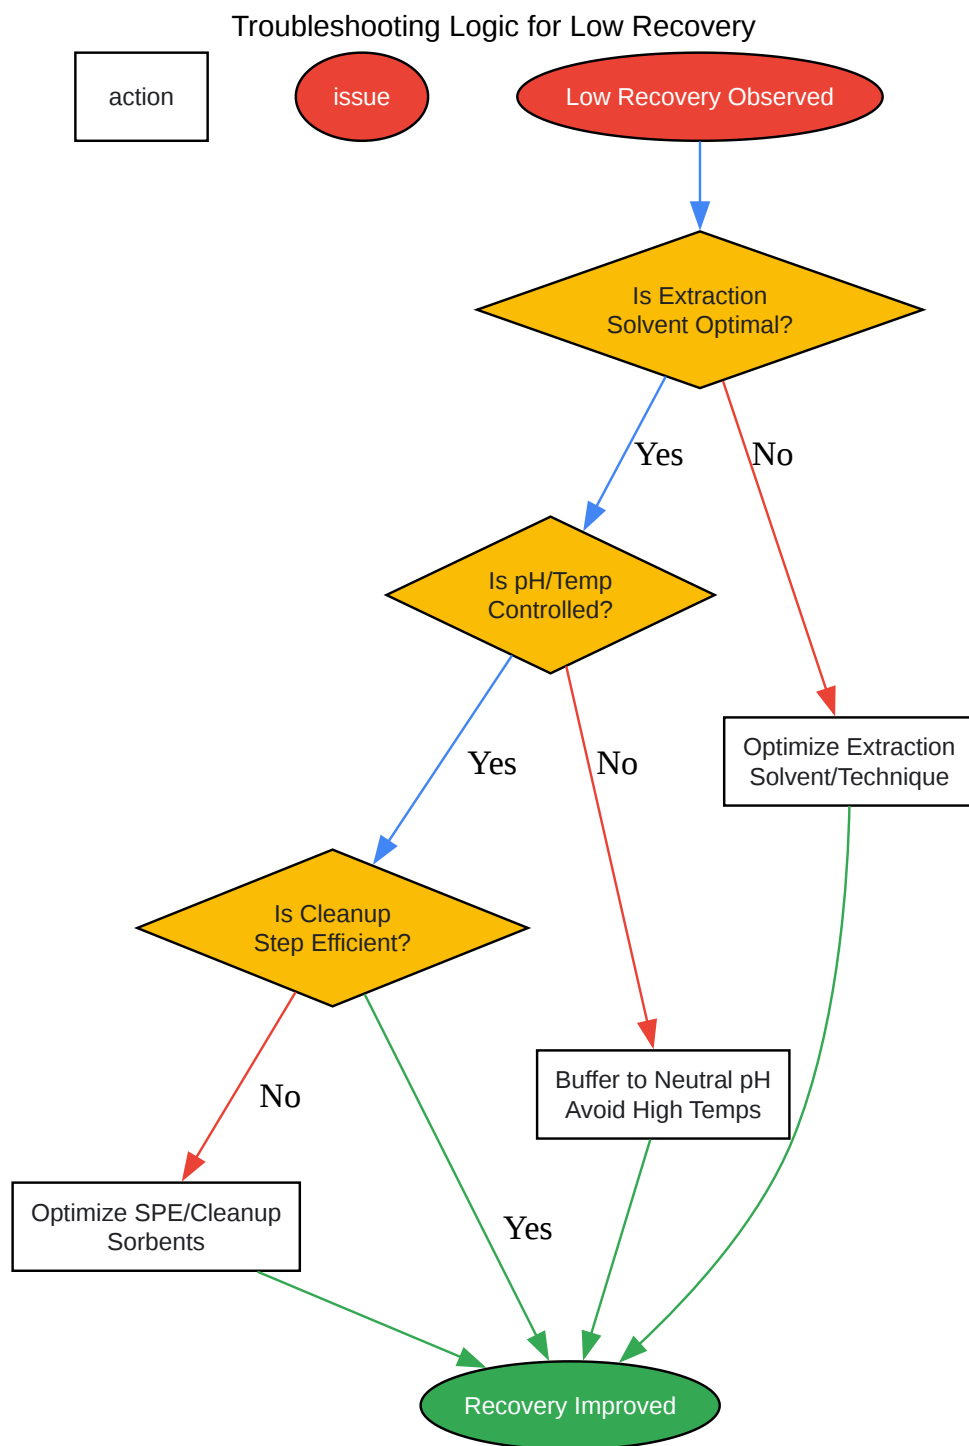 Troubleshooting Logic for Low Recovery
action
issue
Low Recovery Observed
Is Extraction
Solvent Optimal?
Yes
No
Is pH/Temp
Controlled?
Optimize Extraction
Solvent/Technique
Yes
No
Is Cleanup
Step Efficient?
Buffer to Neutral pH
Avoid High Temps
No
Optimize SPE/Cleanup
Sorbents
Yes
Recovery Improved